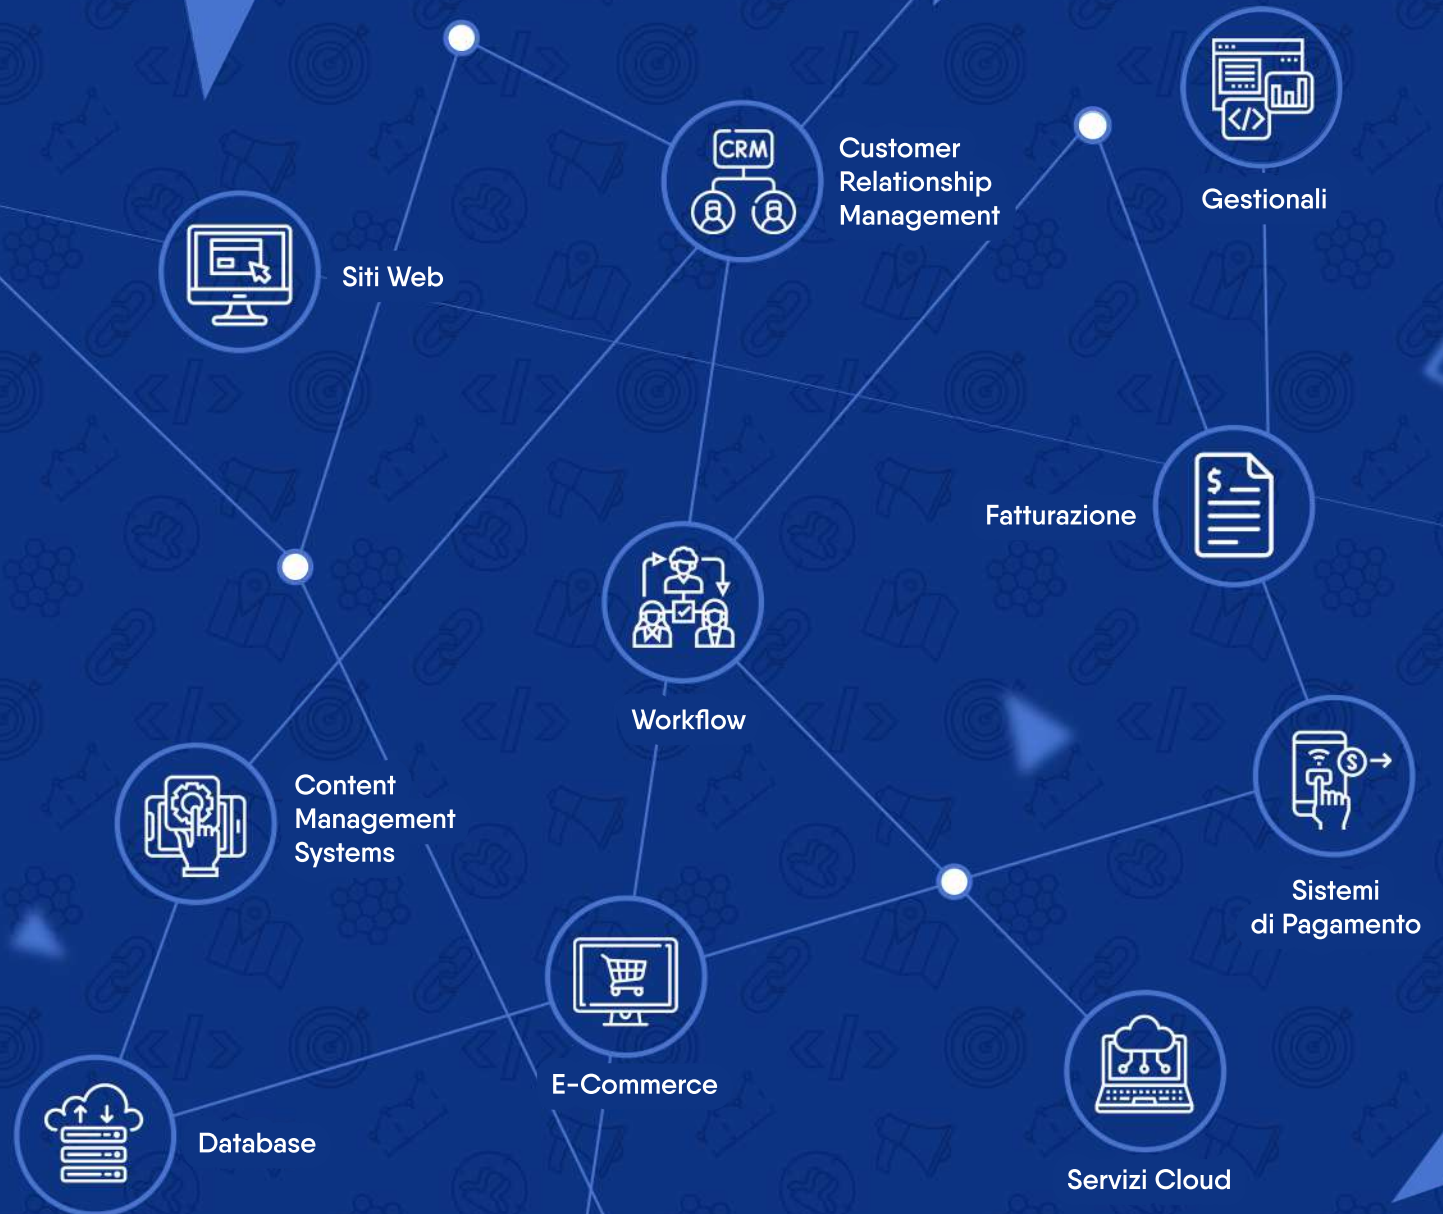 CRM
Customer
Relationship
Management
</>
Gestionali
Siti Web
$
Fatturazione
Workflow
Content
Management
Systems
$
Sistemi
di Pagamento
E-Commerce
Database
Servizi Cloud